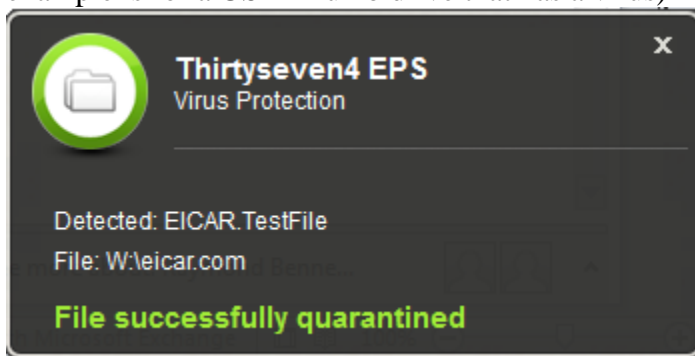 x
Thirtyseven4 EPS
Virus Protection
Detected: EICAR.TestFile
File: W:\eicar.com
File successfully quarantined